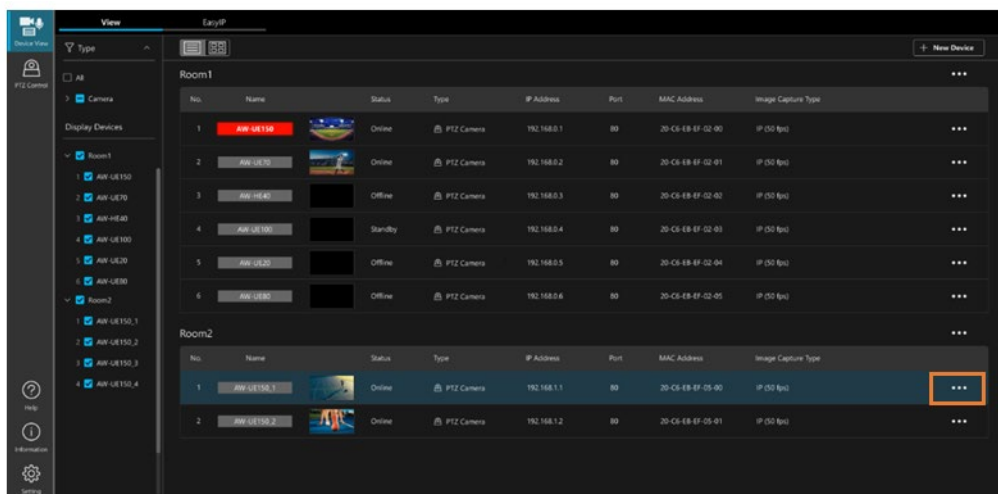 View EasyIP
Device View
PTZ Control
Type
All
Camera
Display Devices
Room1
1 AW-UE150
2 AW-UE70
3 AW-HE40
4 AW-UE100
5 AW-UE20
6 AW-UE80
Room2
1 AW-UE150_1
2 AW-UE150_2
3 AW-UE150_3
4 AW-UE150_4
Help
Information
Setting
+ New Device
Room1
No. Name Status Type IP Address Port MAC Address Image Capture Type
1 AW-UE150 Online PTZ Camera 192.168.0.1 80 20-C6-EB-EF-02-00 IP (50 fps)
2 AW-UE70 Online PTZ Camera 192.168.0.2 80 20-C6-EB-EF-02-01 IP (50 fps)
3 AW-HE40 Offline PTZ Camera 192.168.0.3 80 20-C6-EB-EF-02-02 IP (50 fps)
4 AW-UE100 Standby PTZ Camera 192.168.0.4 80 20-C6-EB-EF-02-03 IP (50 fps)
5 AW-UE20 Offline PTZ Camera 192.168.0.5 80 20-C6-EB-EF-02-04 IP (50 fps)
6 AW-UE80 Offline PTZ Camera 192.168.0.6 80 20-C6-EB-EF-02-05 IP (50 fps)
Room2
No. Name Status Type IP Address Port MAC Address Image Capture Type
1 AW-UE150_1 Online PTZ Camera 192.168.1.1 80 20-C6-EB-EF-05-00 IP (50 fps)
2 AW-UE150_2 Online PTZ Camera 192.168.1.2 80 20-C6-EB-EF-05-01 IP (50 fps)